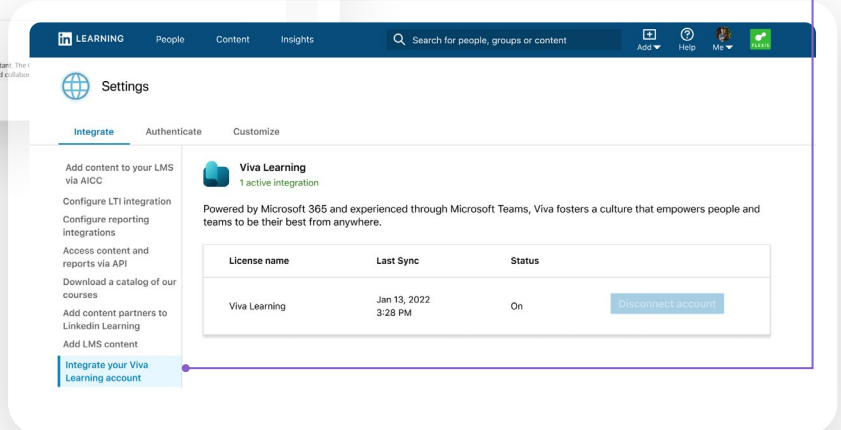 in LEARNING People Content Insights Search for people, groups or content Add Help Me FLEXIS
tant. The
d collabor
Settings
Integrate Authenticate Customize
Add content to your LMS
via AICC
Configure LTI integration
Configure reporting
integrations
Access content and
reports via API
Download a catalog of our
courses
Add content partners to
Linkedin Learning
Add LMS content
Integrate your Viva
Learning account
Viva Learning
1 active integration
Powered by Microsoft 365 and experienced through Microsoft Teams, Viva fosters a culture that empowers people and
teams to be their best from anywhere.
License name Last Sync Status
Viva Learning Jan 13, 2022 On Disconnect account
3:28 PM